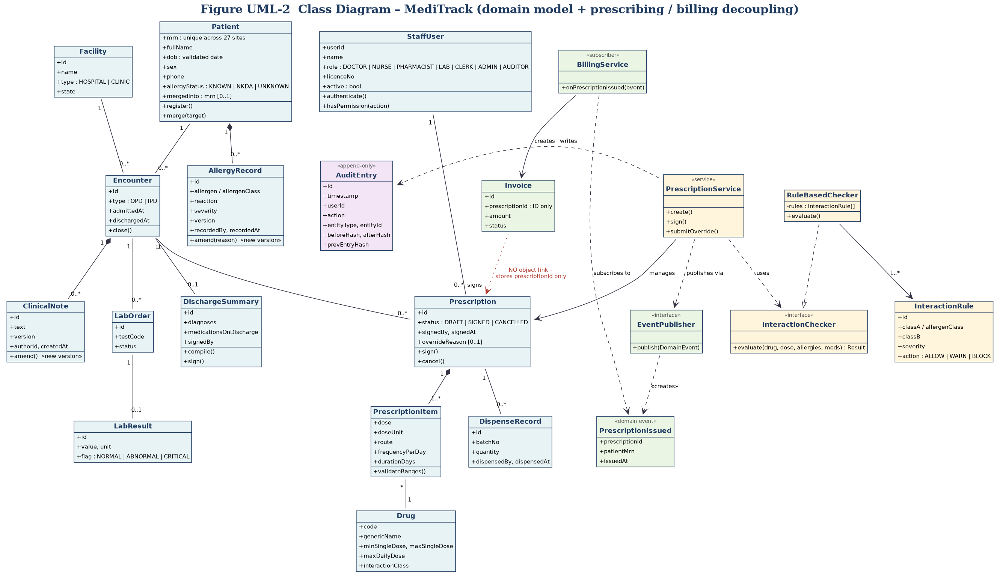 Figure UML-2  Class Diagram – MediTrack (domain model + prescribing / billing decoupling)
Facility
+id
+name
+type : HOSPITAL | CLINIC
+state
Patient
+mrn : unique across 27 sites
+fullName
+dob : validated date
+sex
+phone
+allergyStatus : KNOWN | NKDA | UNKNOWN
+mergedInto : mrn [0..1]
+register()
+merge(target)
StaffUser
+userId
+name
+role : DOCTOR | NURSE | PHARMACIST | LAB | CLERK | ADMIN | AUDITOR
+licenceNo
+active : bool
+authenticate()
+hasPermission(action)
«subscriber»
BillingService
+onPrescriptionIssued(event)
1
0..*
1
0..*
1
0..*
1
0..*  signs
creates
writes
subscribes to
Encounter
+id
+type : OPD | IPD
+admittedAt
+dischargedAt
+close()
AllergyRecord
+id
+allergen / allergenClass
+reaction
+severity
+version
+recordedBy, recordedAt
+amend(reason)  «new version»
«append-only»
AuditEntry
+id
+timestamp
+userId
+action
+entityType, entityId
+beforeHash, afterHash
+prevEntryHash
Invoice
+id
+prescriptionId : ID only
+amount
+status
«service»
PrescriptionService
+create()
+sign()
+submitOverride()
RuleBasedChecker
-rules : InteractionRule[]
+evaluate()
1
0..*
1
0..*
1
0..1
1
0..*
NO object link –
stores prescriptionId only
manages
publishes via
uses
1..*
ClinicalNote
+id
+text
+version
+authorId, createdAt
+amend()  «new version»
LabOrder
+id
+testCode
+status
DischargeSummary
+id
+diagnoses
+medicationsOnDischarge
+signedBy
+compile()
+sign()
Prescription
+id
+status : DRAFT | SIGNED | CANCELLED
+signedBy, signedAt
+overrideReason [0..1]
+sign()
+cancel()
«interface»
EventPublisher
+publish(DomainEvent)
«interface»
InteractionChecker
+evaluate(drug, dose, allergies, meds) : Result
InteractionRule
+id
+classA / allergenClass
+classB
+severity
+action : ALLOW | WARN | BLOCK
1
0..1
1
1..*
1
0..*
«creates»
LabResult
+id
+value, unit
+flag : NORMAL | ABNORMAL | CRITICAL
PrescriptionItem
+dose
+doseUnit
+route
+frequencyPerDay
+durationDays
+validateRanges()
DispenseRecord
+id
+batchNo
+quantity
+dispensedBy, dispensedAt
«domain event»
PrescriptionIssued
+prescriptionId
+patientMrn
+issuedAt
*
1
Drug
+code
+genericName
+minSingleDose, maxSingleDose
+maxDailyDose
+interactionClass